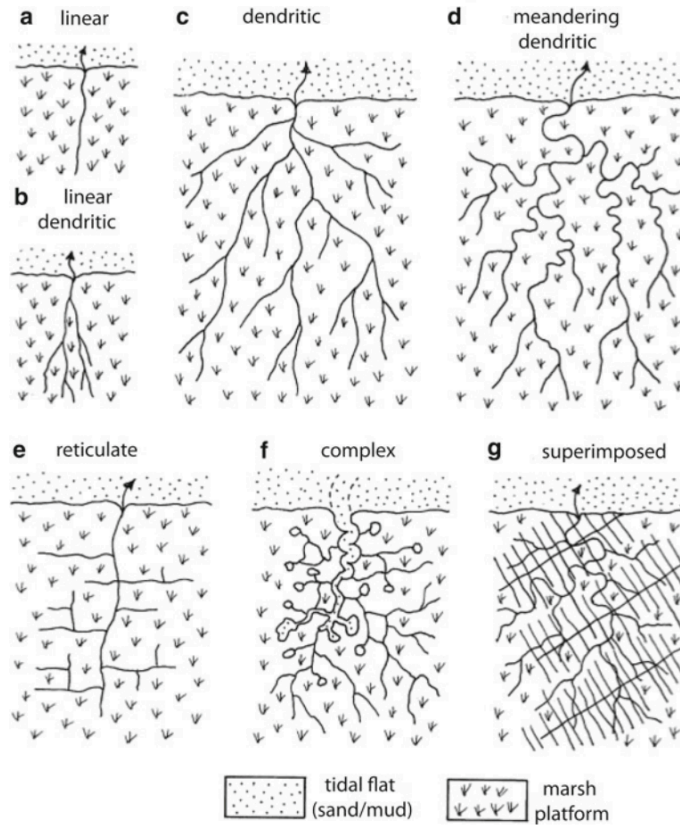 a linear
c dendritic
d meandering
dendritic
b linear
dendritic
e reticulate
f complex
g superimposed
tidal flat
(sand/mud)
marsh
platform